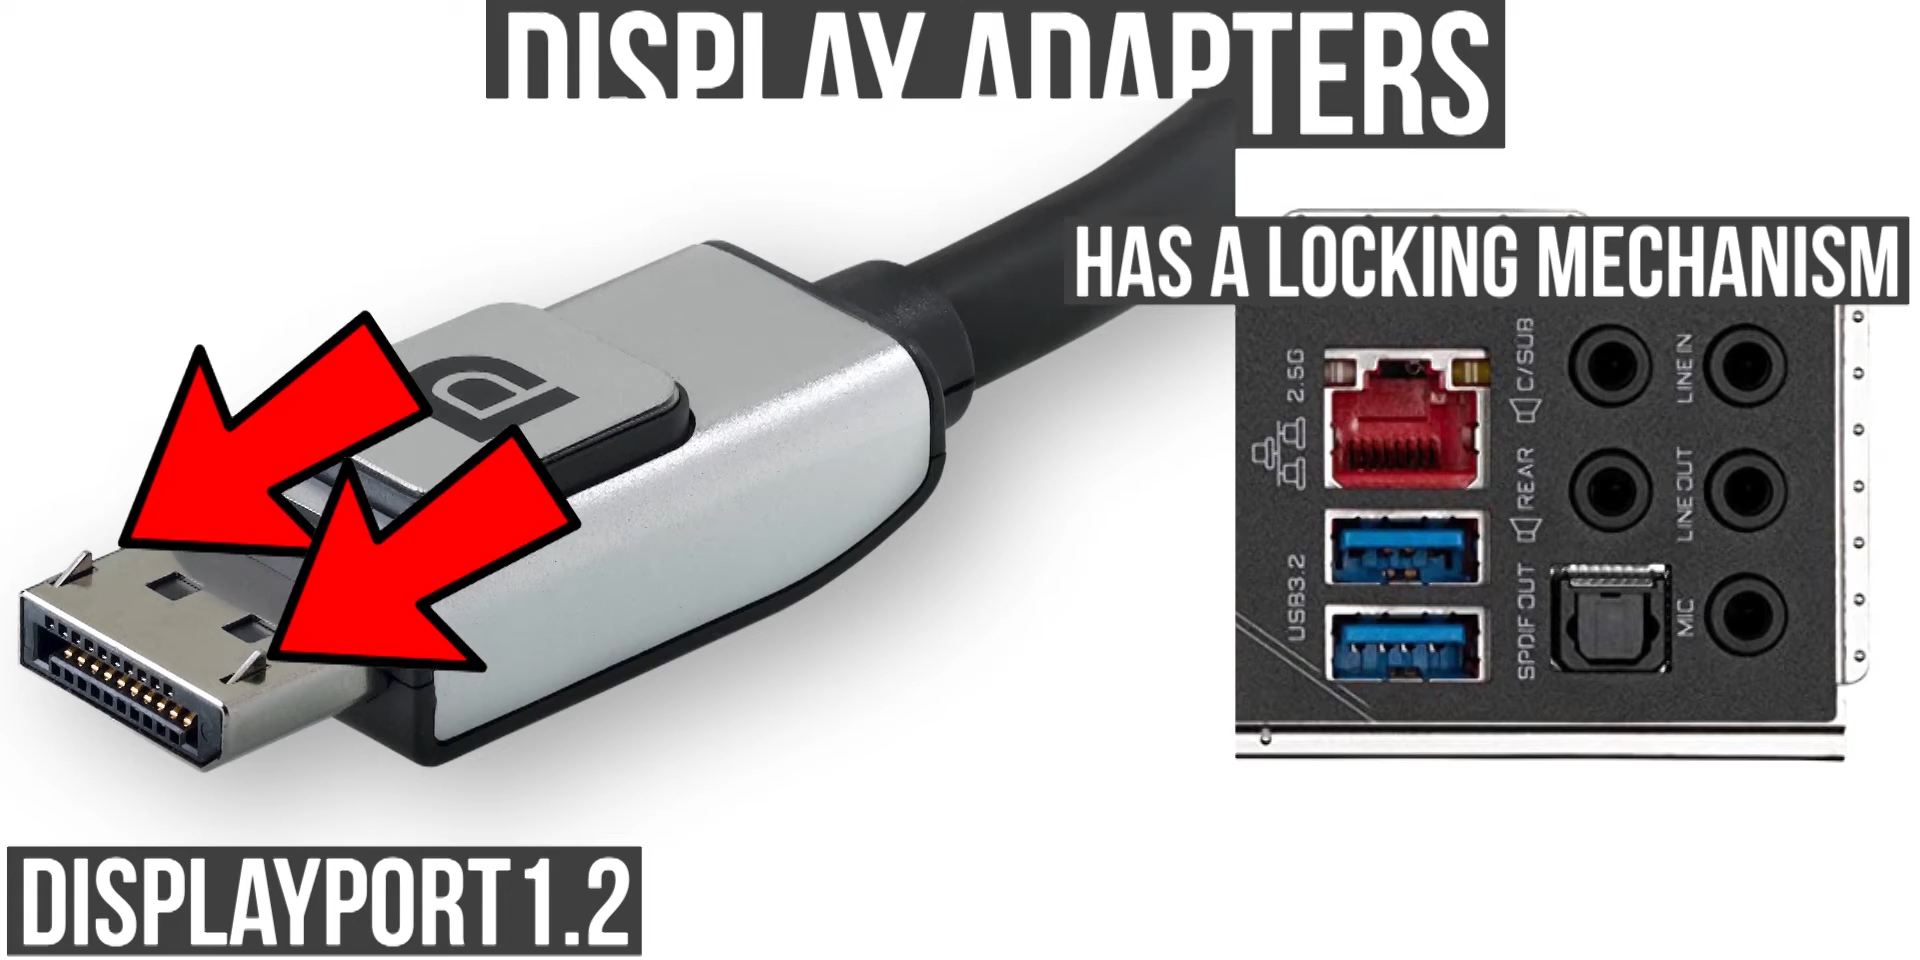 DISPLAY ADAPTERS
HAS A LOCKING MECHANISM
2.5G
C/SUB
LINE IN
REAR
LINE OUT
USB3.2
SPDIF OUT
MIC
DISPLAYPORT 1.2